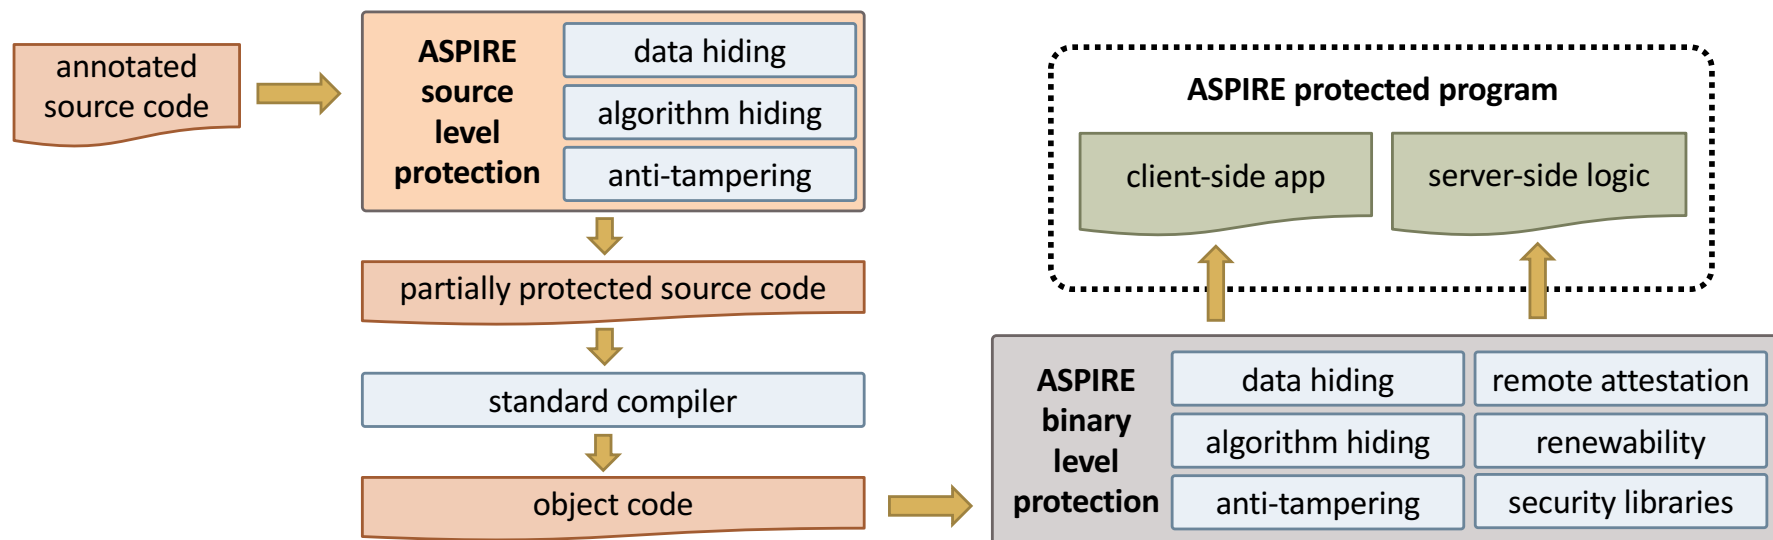 annotated
source code
ASPIRE
source
level
protection
data hiding
algorithm hiding
anti-tampering
partially protected source code
standard compiler
object code
ASPIRE protected program
client-side app
server-side logic
ASPIRE
binary
level
protection
data hiding
algorithm hiding
anti-tampering
remote attestation
renewability
security libraries